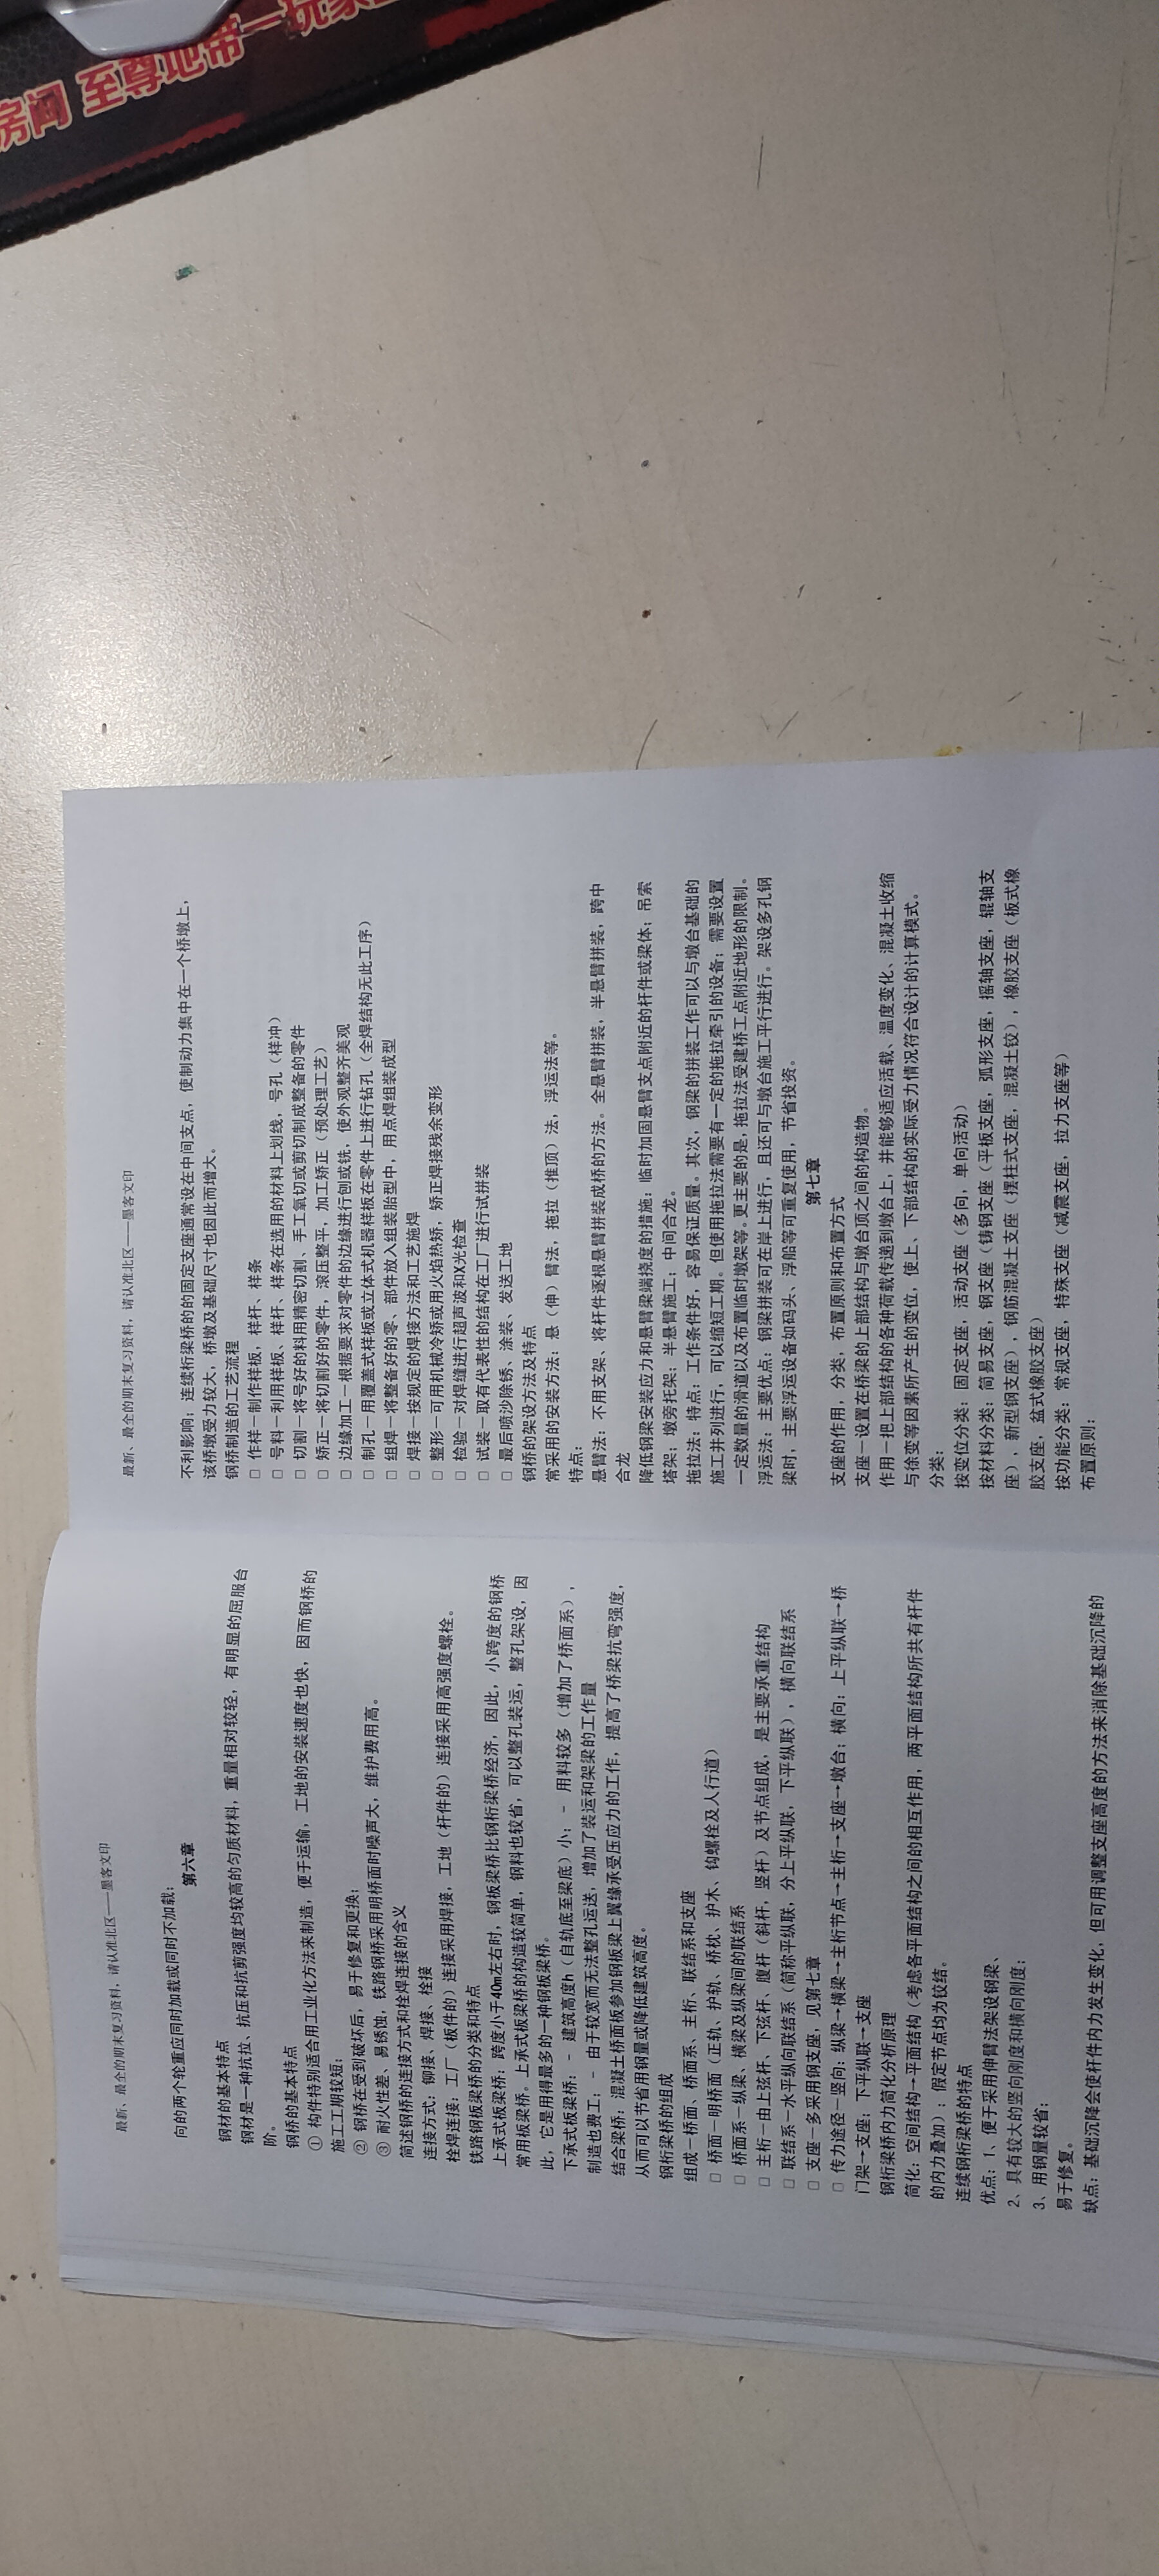 房间 至尊地带一玩家
最新、最全的期末复习资料，请认准北区——墨客文印
向的两个轮重应同时加载或同时不加载；
第六章
钢材的基本特点
钢材是一种抗拉、抗压和抗剪强度均较高的匀质材料，重量相对较轻，有明显的屈服台
阶。
钢桥的基本特点
① 构件特别适合用工业化方法来制造，便于运输，工地的安装速度也快，因而钢桥的
施工工期较短；
② 钢桥在受到破坏后，易于修复和更换；
③ 耐火性差、易锈蚀，铁路钢桥采用明桥面时噪声大，维护费用高。
简述钢桥的连接方式和栓焊连接的含义
连接方式：铆接、焊接、栓接
栓焊连接：工厂（板件的）连接采用焊接，工地（杆件的）连接采用高强度螺栓。
铁路钢板梁桥的分类和特点
上承式板梁桥，跨度小于40m左右时，钢板梁桥比钢桁梁桥经济，因此，小跨度的钢桥
常用板梁桥。上承式板梁桥的构造较简单，钢料也较省，可以整孔装运，整孔架设，因
此，它是用得最多的一种钢板梁桥。
下承式板梁桥：- 建筑高度h（自轨底至梁底）小；- 用料较多（增加了桥面系），
制造也费工；- 由于较宽而无法整孔运送，增加了装运和架梁的工作量
结合梁桥：混凝土桥面板参加钢板梁上翼缘承受压应力的工作，提高了桥梁抗弯强度，
从而可以节省用钢量或降低建筑高度。
钢桁梁桥的组成
组成—桥面、桥面系、主桁、联结系和支座
□ 桥面—明桥面（正轨、护轨、桥枕、护木、钩螺栓及人行道）
□ 桥面系—纵梁、横梁及纵梁间的联结系
□ 主桁—由上弦杆、下弦杆、腹杆（斜杆，竖杆）及节点组成，是主要承重结构
□ 联结系—水平纵向联结系（简称平纵联，分上平纵联，下平纵联），横向联结系
□ 支座—多采用钢支座，见第七章
□ 传力途径—竖向：纵梁→横梁→主桁节点→主桁→支座→墩台；横向：上平纵联→桥
门架→支座；下平纵联→支座
钢桁梁桥内力简化分析原理
简化：空间结构→平面结构（考虑各平面结构之间的相互作用，两平面结构所共有杆件
的内力叠加）；假定节点均为铰结。
连续钢桁梁桥的特点
优点：1、便于采用伸臂法架设钢梁、
2、具有较大的竖向刚度和横向刚度；
3、用钢量较省；
易于修复。
缺点：基础沉降会使杆件内力发生变化，但可用调整支座高度的方法来消除基础沉降的
最新、最全的期末复习资料，请认准北区——墨客文印
不利影响；连续桁梁桥的的固定支座通常设在中间支点，使制动力集中在一个桥墩上，
该桥墩受力较大，桥墩及基础尺寸也因此而增大。
钢桥制造的工艺流程
□ 作样—制作样板，样杆、样条
□ 号料—利用样板、样杆、样条在选用的材料上划线，号孔（样冲）
□ 切割—将号好的料用精密切割、手工氧切或剪切制成整备的零件
□ 矫正—将切割好的零件，滚压整平，加工矫正（预处理工艺）
□ 边缘加工—根据要求对零件的边缘进行刨或铣，使外观整齐美观
□ 制孔—用覆盖式样板或立体式机器样板在零件上进行钻孔（全焊结构无此工序）
□ 组焊—将整备好的零、部件放入组装胎型中，用点焊组装成型
□ 焊接—按规定的焊接方法和工艺施焊
□ 整形—可用机械冷矫或用火焰热矫，矫正焊接残余变形
□ 检验—对焊缝进行超声波和X光检查
□ 试装—取有代表性的结构在工厂进行试拼装
□ 最后喷沙除锈、涂装、发送工地
钢桥的架设方法及特点
常采用的安装方法：悬（伸）臂法，拖拉（推顶）法，浮运法等。
特点：
悬臂法：不用支架、将杆件逐根悬臂拼装成桥的方法。全悬臂拼装，半悬臂拼装，跨中
合龙
降低钢梁安装应力和悬臂梁端挠度的措施：临时加固悬臂支点附近的杆件或梁体；吊索
塔架；墩旁托架；半悬臂施工；中间合龙。
拖拉法：特点：工作条件好，容易保证质量。其次，钢梁的拼装工作可以与墩台基础的
施工并列进行，可以缩短工期。但使用拖拉法需要有一定的拖拉牵引的设备；需要设置
一定数量的滑道以及布置临时墩架等。更主要的是，拖拉法受建桥工点附近地形的限制。
浮运法：主要优点：钢梁拼装可在岸上进行，且还可与墩台施工平行进行。架设多孔钢
梁时，主要浮运设备如码头、浮船等可重复使用，节省投资。
第七章
支座的作用，分类，布置原则和布置方式
支座—设置在桥梁的上部结构与墩台顶之间的构造物。
作用—把上部结构的各种荷载传递到墩台上，并能够适应活载、温度变化、混凝土收缩
与徐变等因素所产生的变位，使上、下部结构的实际受力情况符合设计的计算模式。
分类：
按变位分类：固定支座，活动支座（多向，单向活动）
按材料分类：简易支座，钢支座（铸钢支座（平板支座，弧形支座，摇轴支座，辊轴支
座），新型钢支座），钢筋混凝土支座（摆柱式支座，混凝土铰），橡胶支座（板式橡
胶支座，盆式橡胶支座）
按功能分类：常规支座，特殊支座（减震支座，拉力支座等）
布置原则：